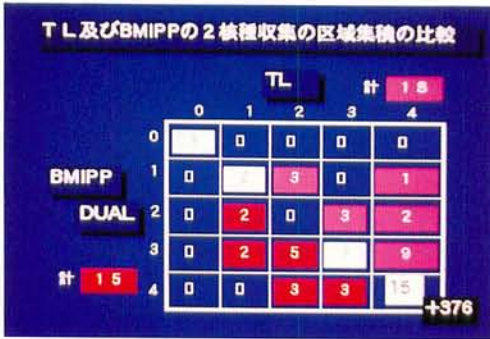 TL及びBMIPPの2核種収集の区域集積の比較
TL 計 18
0 1 2 3 4
0 0 0 0 0
BMIPP 1 0 3 0 1
DUAL 2 0 2 0 3 2
3 0 2 5 9
計 15 4 0 0 3 3 15
+376